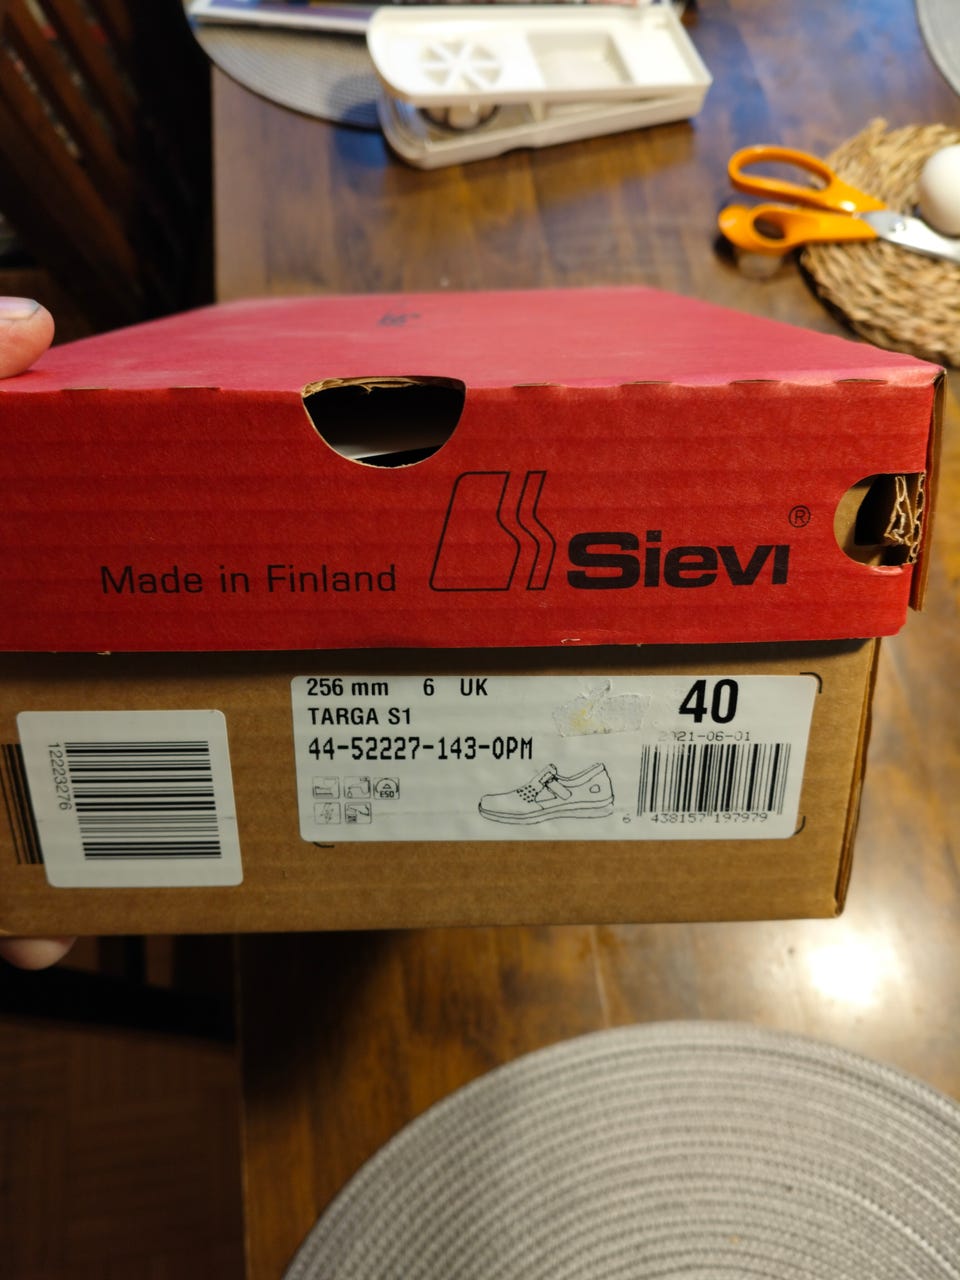 Made in Finland Sievi ®
256 mm 6 UK
TARGA S1
44-52227-143-0PM
40
2021-06-01
ESD
6 438157 197979
12223276